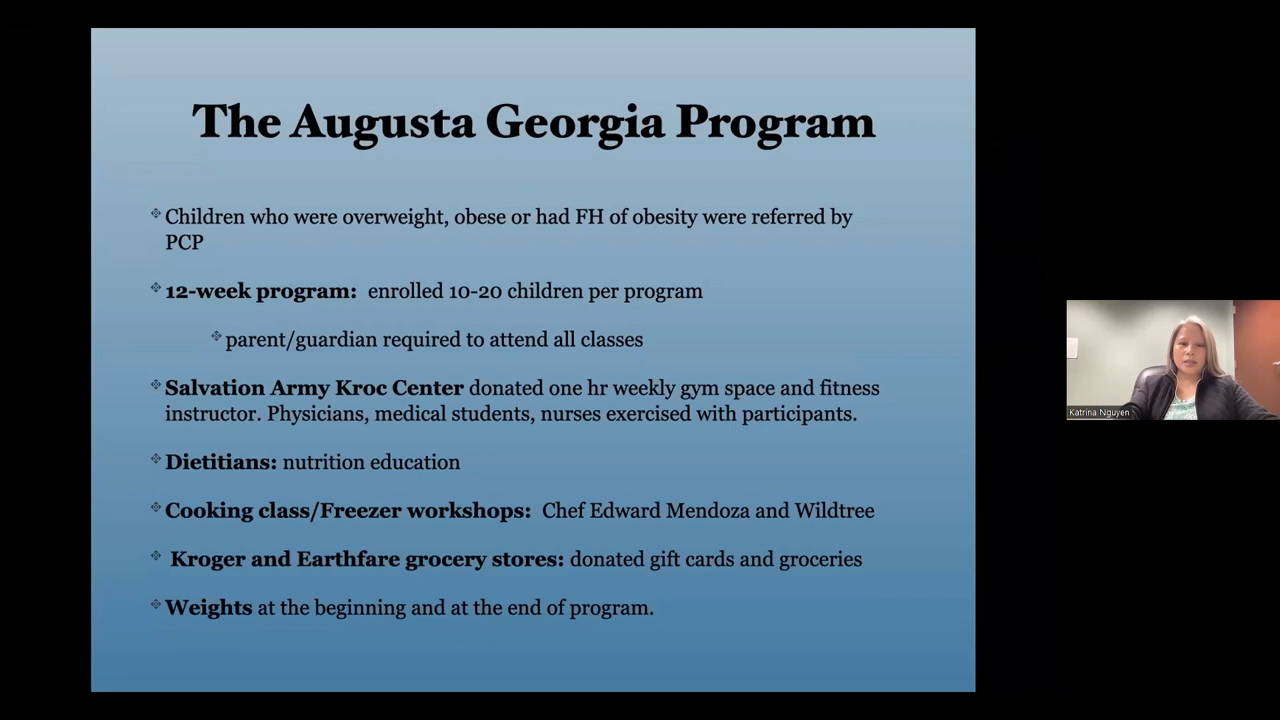 The Augusta Georgia Program
Children who were overweight, obese or had FH of obesity were referred by
PCP
12-week program: enrolled 10-20 children per program
parent/guardian required to attend all classes
Salvation Army Kroc Center donated one hr weekly gym space and fitness
instructor. Physicians, medical students, nurses exercised with participants.
Dietitians: nutrition education
Cooking class/Freezer workshops: Chef Edward Mendoza and Wildtree
Kroger and Earthfare grocery stores: donated gift cards and groceries
Weights at the beginning and at the end of program.
Katrina Nguyen